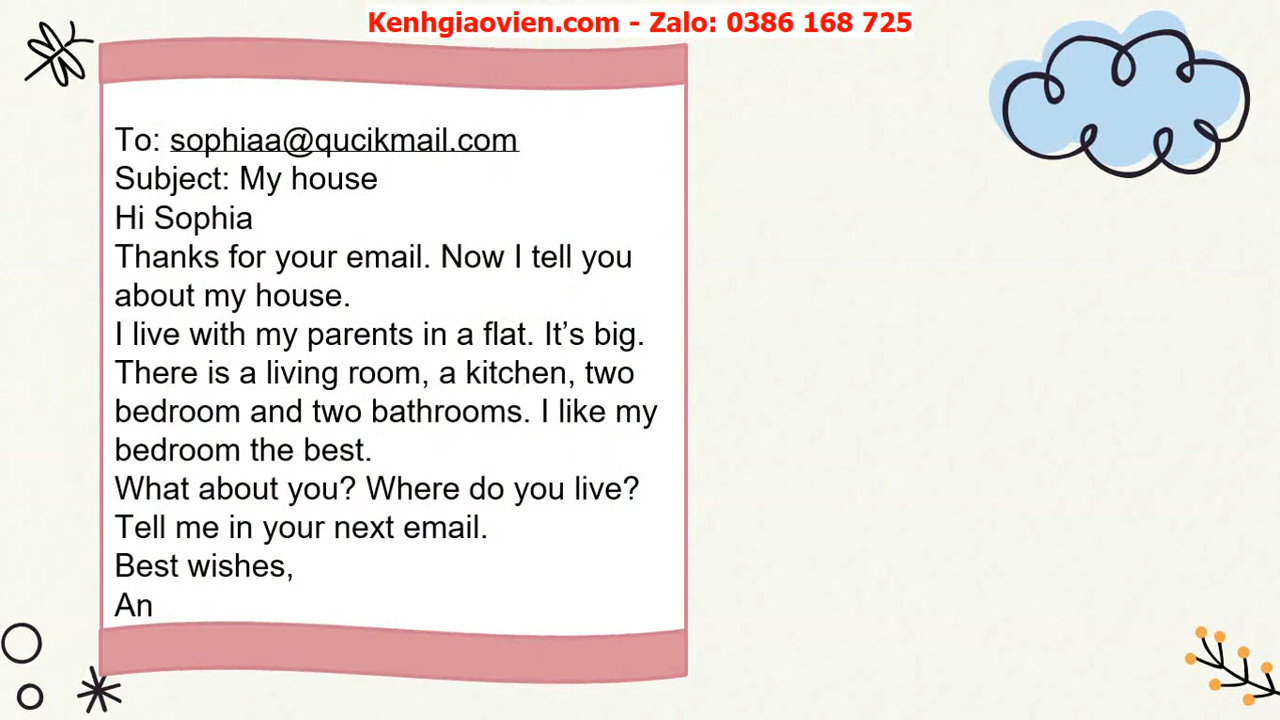 Kenhgiaovien.com - Zalo: 0386 168 725
To: sophiaa@qucikmail.com
Subject: My house
Hi Sophia
Thanks for your email. Now I tell you
about my house.
I live with my parents in a flat. It’s big.
There is a living room, a kitchen, two
bedroom and two bathrooms. I like my
bedroom the best.
What about you? Where do you live?
Tell me in your next email.
Best wishes,
An